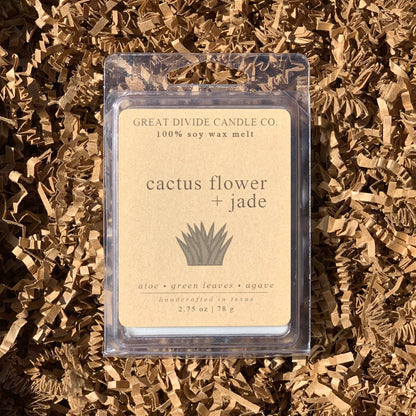 GREAT DIVIDE CANDLE CO.
100% soy wax melt
cactus flower
+ jade
aloe • green leaves • agave
handcrafted in texas
2.75 oz | 78 g